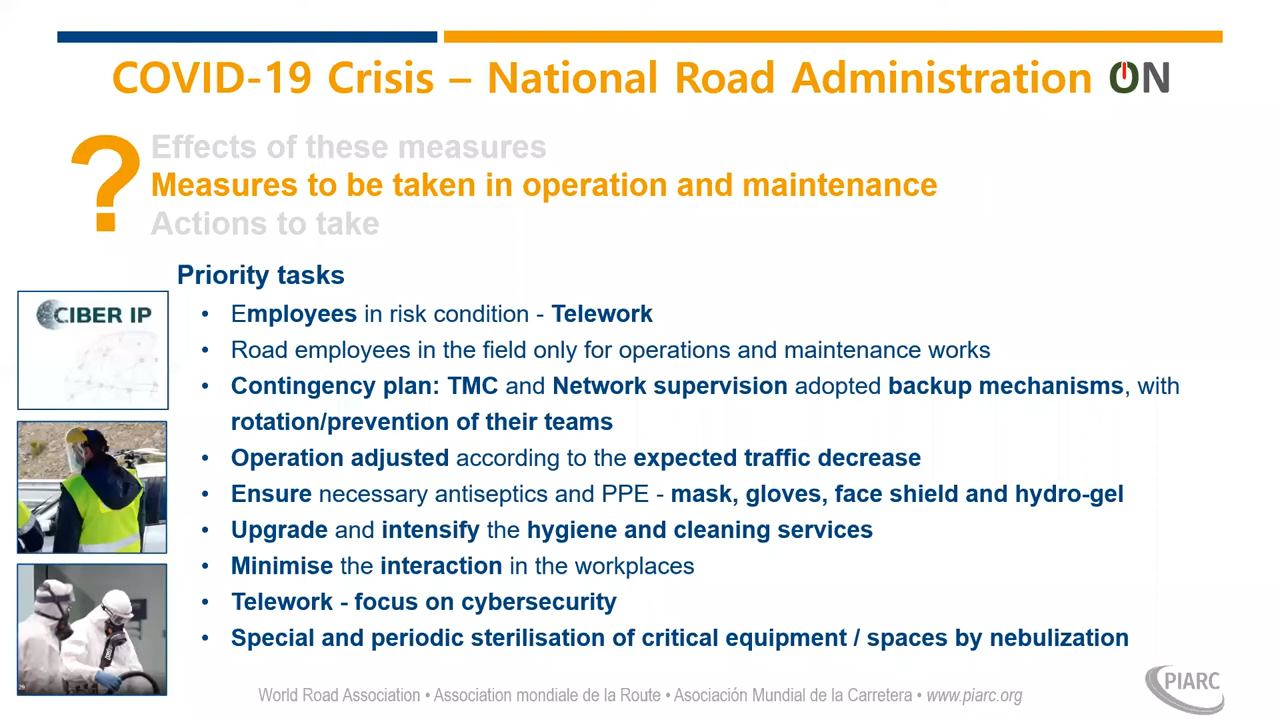 COVID-19 Crisis – National Road Administration ON
?
Effects of these measures
Measures to be taken in operation and maintenance
Actions to take
Priority tasks
CIBER IP
• Employees in risk condition - Telework
• Road employees in the field only for operations and maintenance works
• Contingency plan: TMC and Network supervision adopted backup mechanisms, with
rotation/prevention of their teams
• Operation adjusted according to the expected traffic decrease
• Ensure necessary antiseptics and PPE - mask, gloves, face shield and hydro-gel
• Upgrade and intensify the hygiene and cleaning services
• Minimise the interaction in the workplaces
• Telework - focus on cybersecurity
• Special and periodic sterilisation of critical equipment / spaces by nebulization
World Road Association • Association mondiale de la Route • Asociación Mundial de la Carretera • www.piarc.org
PIARC